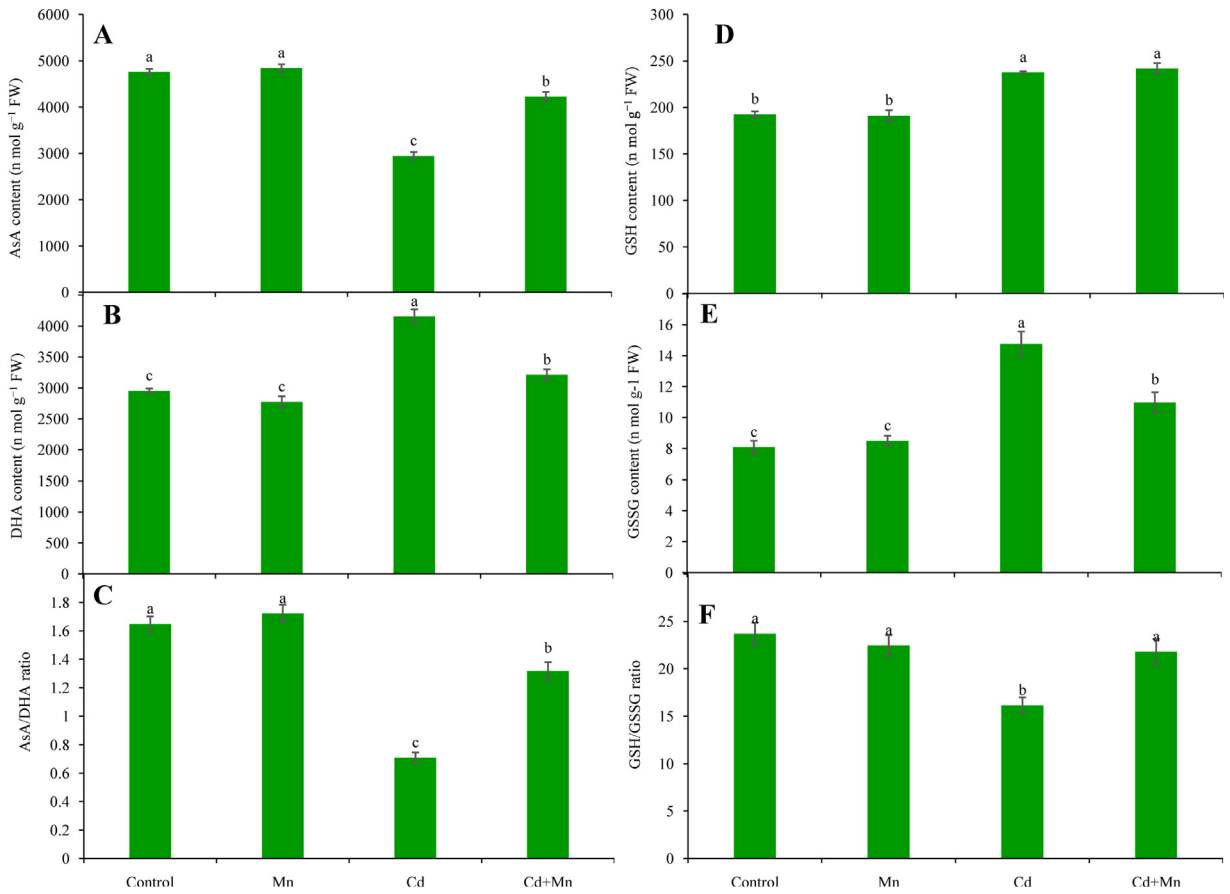 A
AsA content (n mol g⁻¹ FW)
6000
5000
4000
3000
2000
1000
0
a
a
c
b
B
DHA content (n mol g⁻¹ FW)
4000
3500
3000
2500
2000
1500
1000
500
0
c
c
a
b
C
AsA/DHA ratio
1.8
1.6
1.4
1.2
1
0.8
0.6
0.4
0.2
0
a
a
c
b
Control Mn Cd Cd+Mn
D
GSH content (n mol g⁻¹ FW)
300
250
200
150
100
50
0
b
b
a
a
E
GSSG content (n mol g-1 FW)
16
14
12
10
8
6
4
2
0
c
c
a
b
F
GSH/GSSG ratio
25
20
15
10
5
0
a
a
b
a
Control Mn Cd Cd+Mn